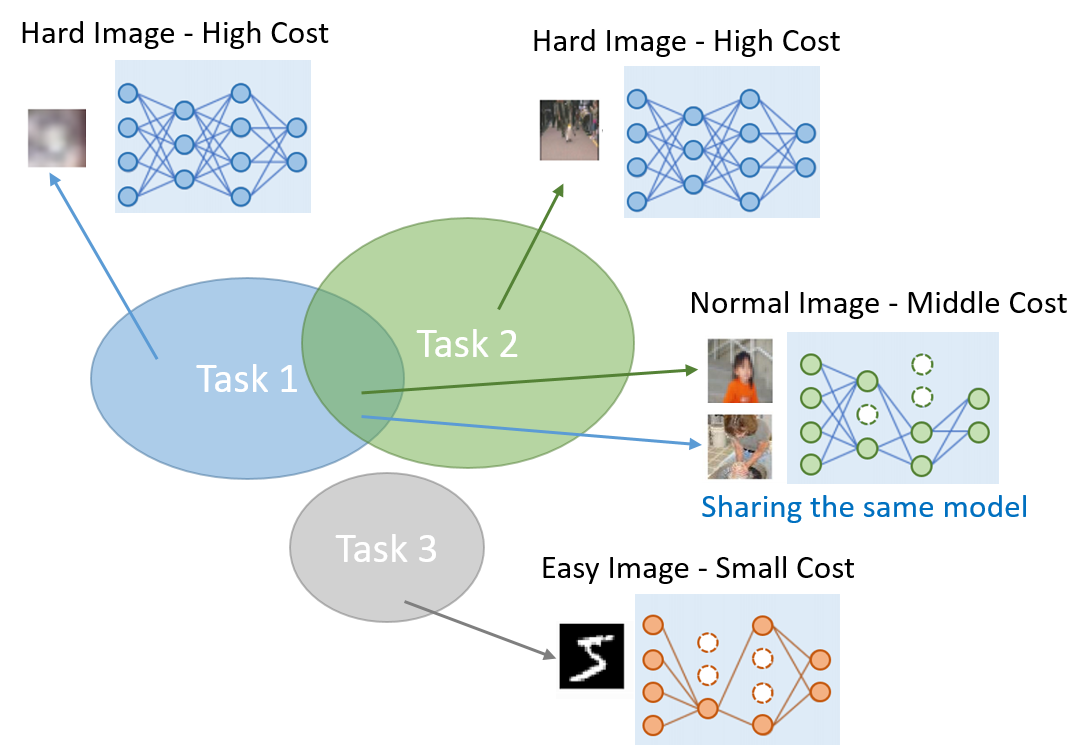 Hard Image - High Cost
Hard Image - High Cost
Task 2
Task 1
Normal Image - Middle Cost
Sharing the same model
Task 3
Easy Image - Small Cost
5